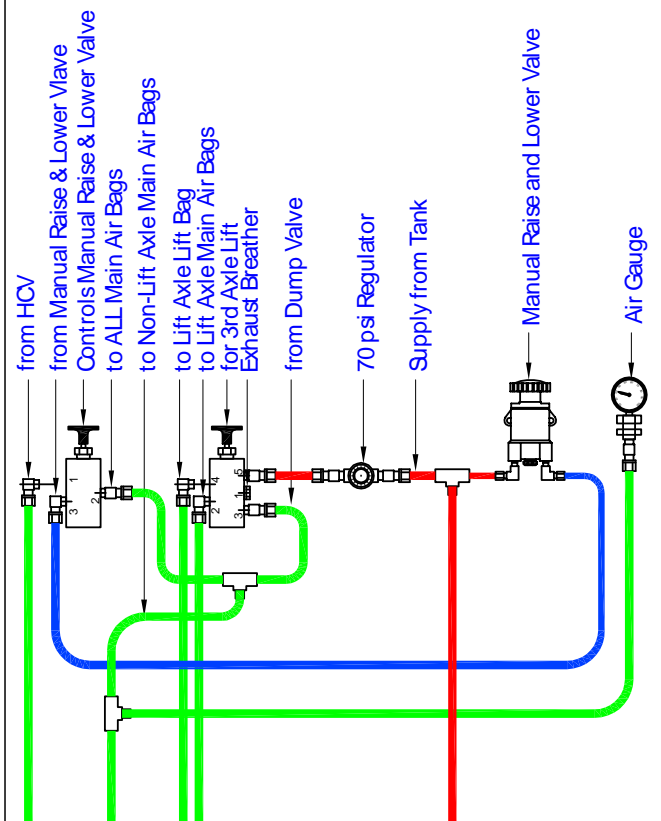 from HCV
from Manual Raise & Lower Vlave
Controls Manual Raise & Lower Valve
to ALL Main Air Bags
to Non-Lift Axle Main Air Bags
to Lift Axle Lift Bag
to Lift Axle Main Air Bags
for 3rd Axle Lift
Exhaust Breather
from Dump Valve
70 psi Regulator
Supply from Tank
Manual Raise and Lower Valve
Air Gauge
3
1
2
2
4
3
1
5